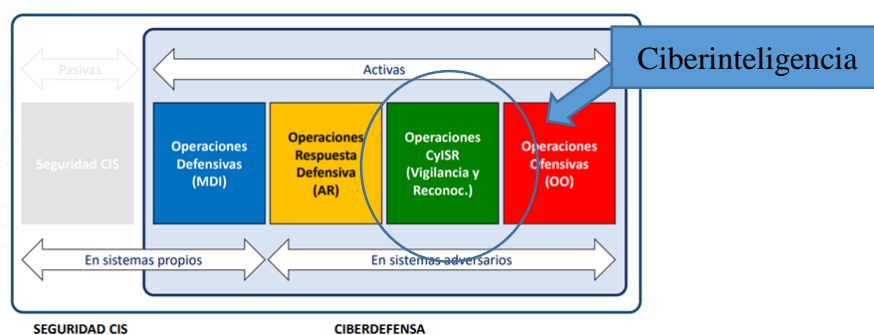 Ciberinteligencia
Pasivas
Activas
Seguridad CIS
Operaciones
Defensivas
(MDI)
Operaciones
Respuesta
Defensiva
(AR)
Operaciones
CyISR
(Vigilancia y
Reconoc.)
Operaciones
Ofensivas
(OO)
En sistemas propios
En sistemas adversarios
SEGURIDAD CIS
CIBERDEFENSA